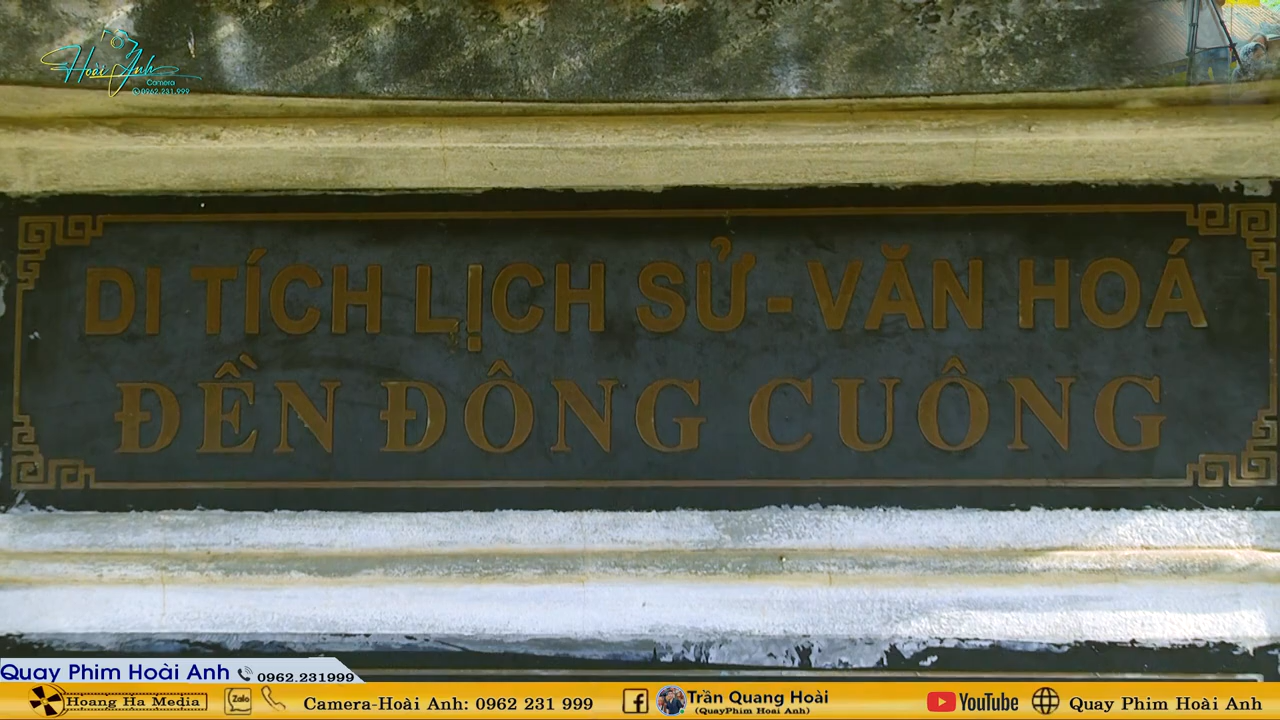 Hoài Anh
Camera
0962.231.999
DI TÍCH LỊCH SỬ - VĂN HOÁ
ĐỀN ĐÔNG CUÔNG
Quay Phim Hoài Anh 0962.231999
Hoang Ha Media
Zalo
Camera-Hoài Anh: 0962 231 999
Trần Quang Hoài
(QuayPhim Hoai Anh)
YouTube
Quay Phim Hoài Anh